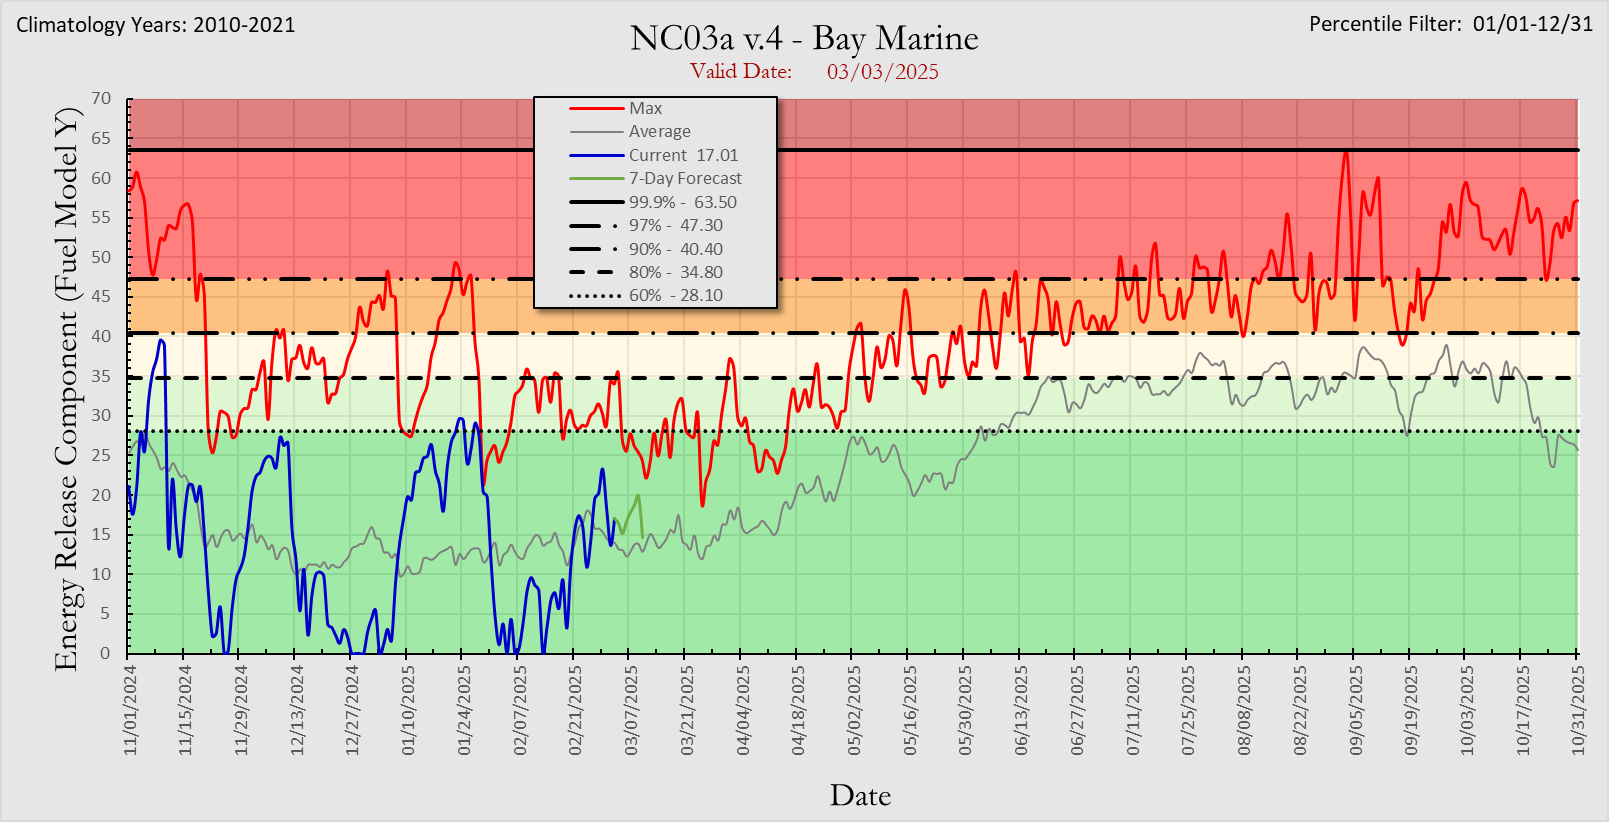 Climatology Years: 2010-2021
Percentile Filter: 01/01-12/31
NC03a v.4 - Bay Marine
Valid Date: 03/03/2025
Energy Release Component (Fuel Model Y)
70
65
60
55
50
45
40
35
30
25
20
15
10
5
0
Max
Average
Current 17.01
7-Day Forecast
99.9% - 63.50
97% - 47.30
90% - 40.40
80% - 34.80
60% - 28.10
11/01/2024
11/15/2024
11/29/2024
12/13/2024
12/27/2024
01/10/2025
01/24/2025
02/07/2025
02/21/2025
03/07/2025
03/21/2025
04/04/2025
04/18/2025
05/02/2025
05/16/2025
05/30/2025
06/13/2025
06/27/2025
07/11/2025
07/25/2025
08/08/2025
08/22/2025
09/05/2025
09/19/2025
10/03/2025
10/17/2025
10/31/2025
Date